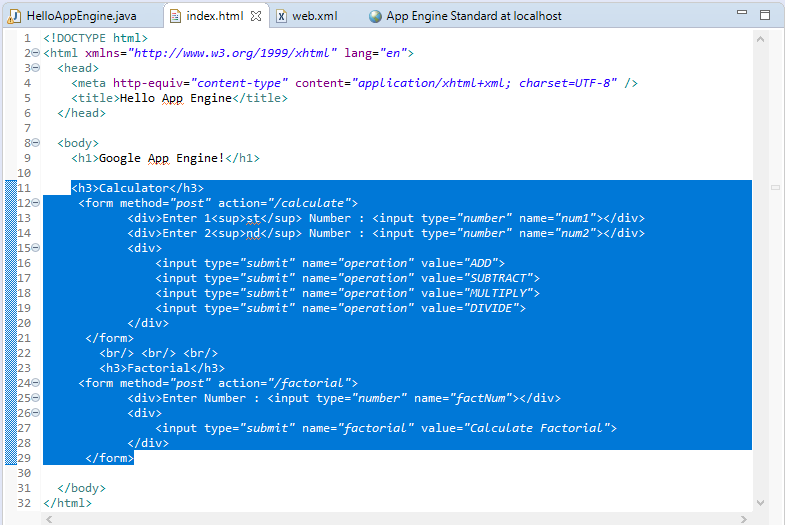 HelloAppEngine.java index.html web.xml App Engine Standard at localhost
1 <!DOCTYPE html>
2 <html xmlns="http://www.w3.org/1999/xhtml" lang="en">
3 <head>
4 <meta http-equiv="content-type" content="application/xhtml+xml; charset=UTF-8" />
5 <title>Hello App Engine</title>
6 </head>
7
8 <body>
9 <h1>Google App Engine!</h1>
10
11 <h3>Calculator</h3>
12 <form method="post" action="/calculate">
13 <div>Enter 1<sup>st</sup> Number : <input type="number" name="num1"></div>
14 <div>Enter 2<sup>nd</sup> Number : <input type="number" name="num2"></div>
15 <div>
16 <input type="submit" name="operation" value="ADD">
17 <input type="submit" name="operation" value="SUBTRACT">
18 <input type="submit" name="operation" value="MULTIPLY">
19 <input type="submit" name="operation" value="DIVIDE">
20 </div>
21 </form>
22 <br/> <br/> <br/>
23 <h3>Factorial</h3>
24 <form method="post" action="/factorial">
25 <div>Enter Number : <input type="number" name="factNum"></div>
26 <div>
27 <input type="submit" name="factorial" value="Calculate Factorial">
28 </div>
29 </form>
30
31 </body>
32 </html>